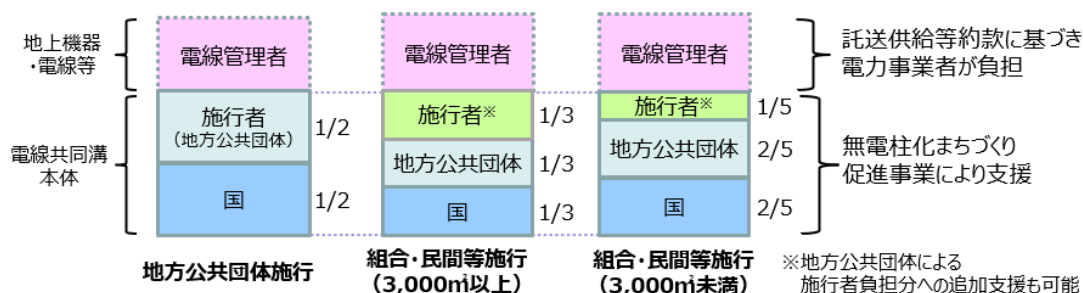 地上機器
・電線等
電線管理者
電線管理者
電線管理者
託送供給等約款に基づき
電力事業者が負担
電線共同溝
本体
施行者
(地方公共団体)
1/2
国
1/2
施行者※
1/3
地方公共団体
1/3
国
1/3
施行者※
1/5
地方公共団体
2/5
国
2/5
無電柱化まちづくり
促進事業により支援
地方公共団体施行
組合・民間等施行
(3,000㎡以上)
組合・民間等施行
(3,000㎡未満)
※地方公共団体による
施行者負担分への追加支援も可能